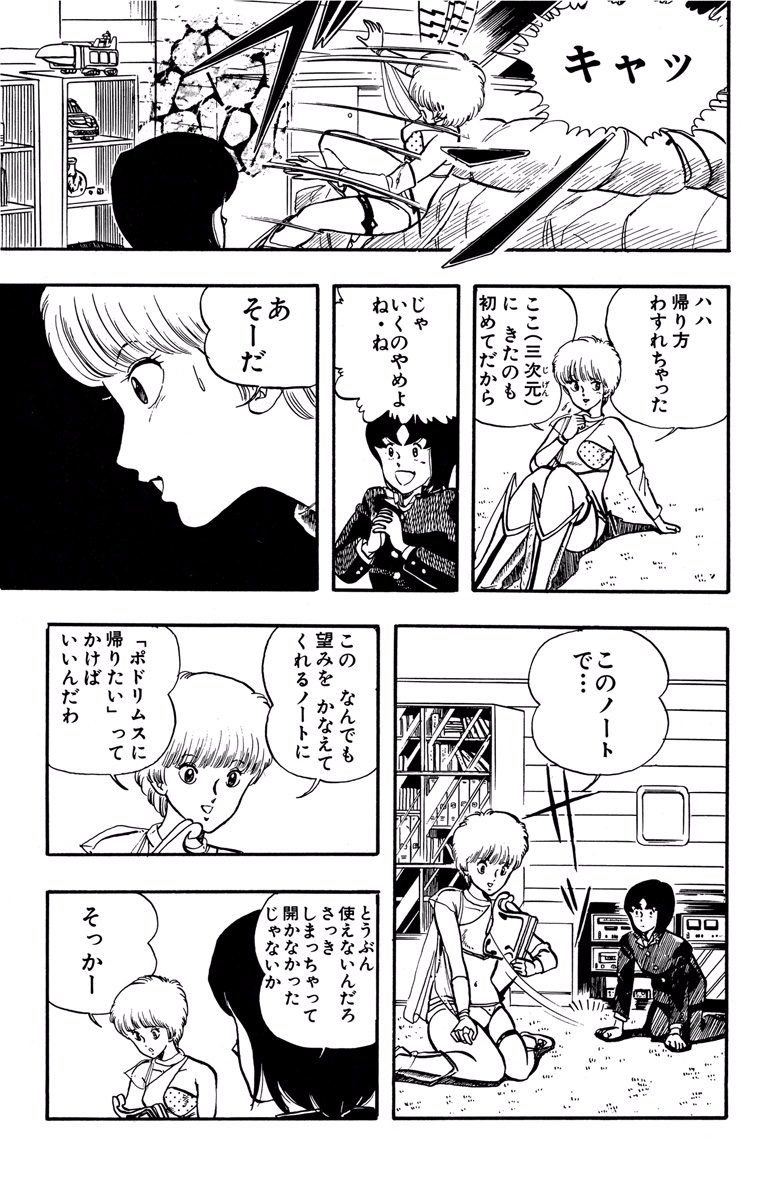 キャッ
ハハ
帰り方
わすれちゃった
ここ(三次元)
じげん
に きたのも
初めてだから
じゃ
いくのやめよ
ね・ね
あ
そーだ
このノート
で…
この なんでも
望みを かなえて
くれるノートに
「ポドリムスに
帰りたい」って
かけば
いいんだわ
とうぶん
使えないんだろ
さっき
しまっちゃって
開かなかった
じゃないか
そっかー